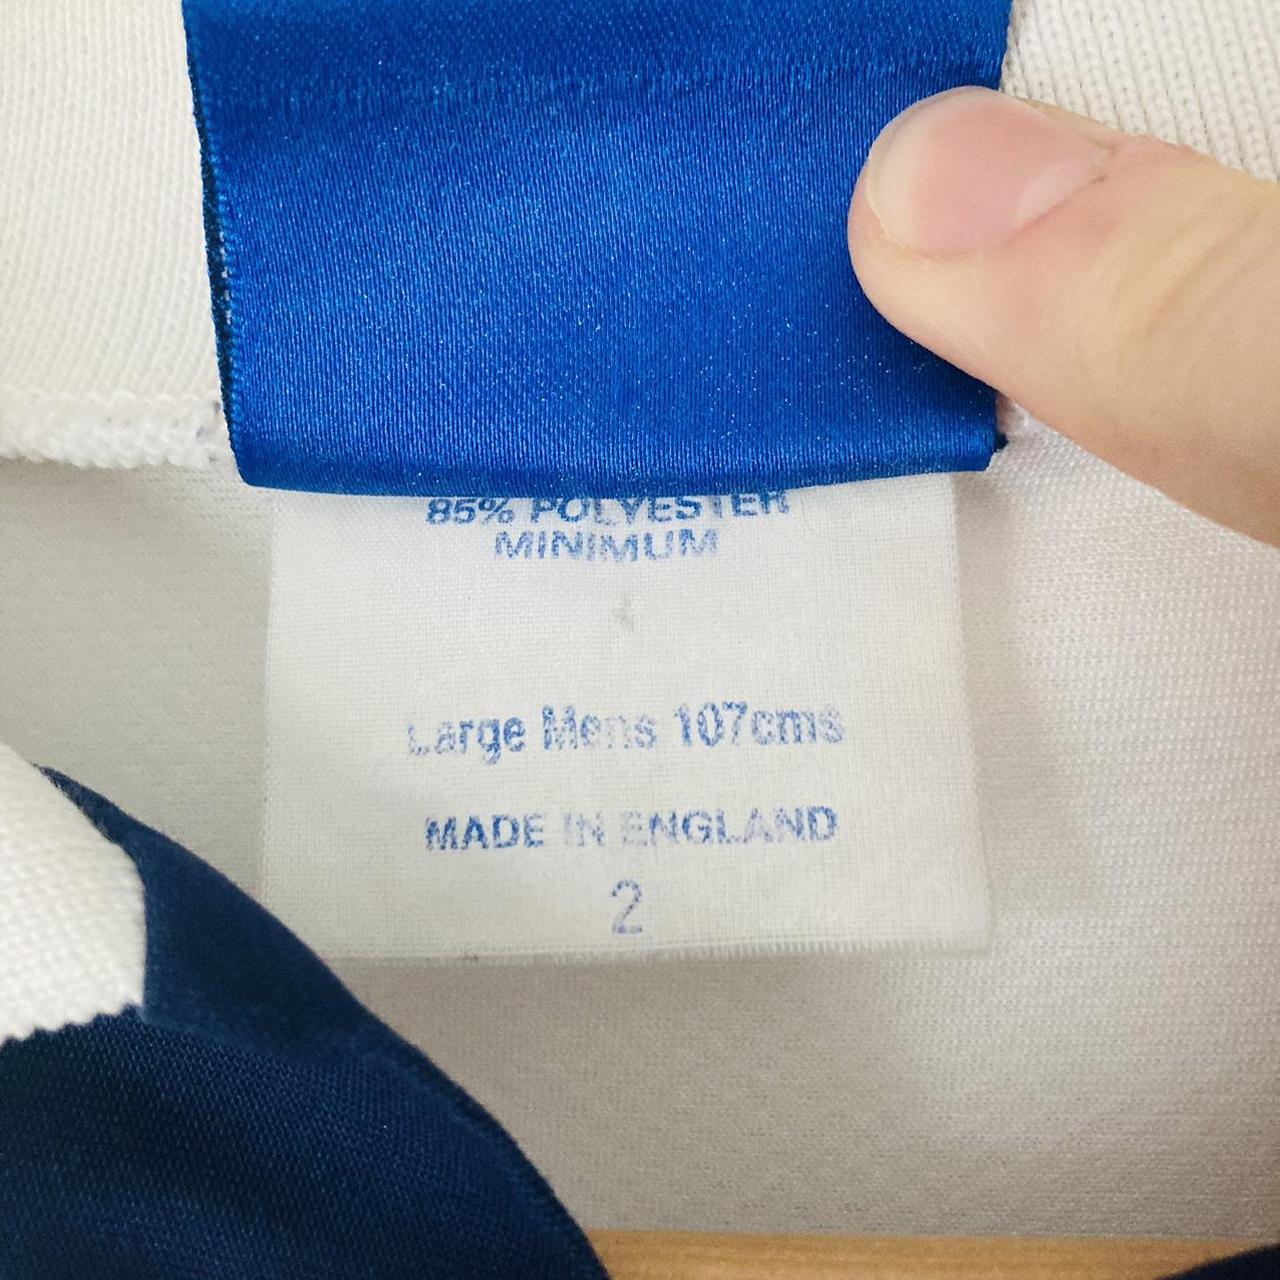 85% POLYESTER
MINIMUM
Large Mens 107cms
MADE IN ENGLAND
2